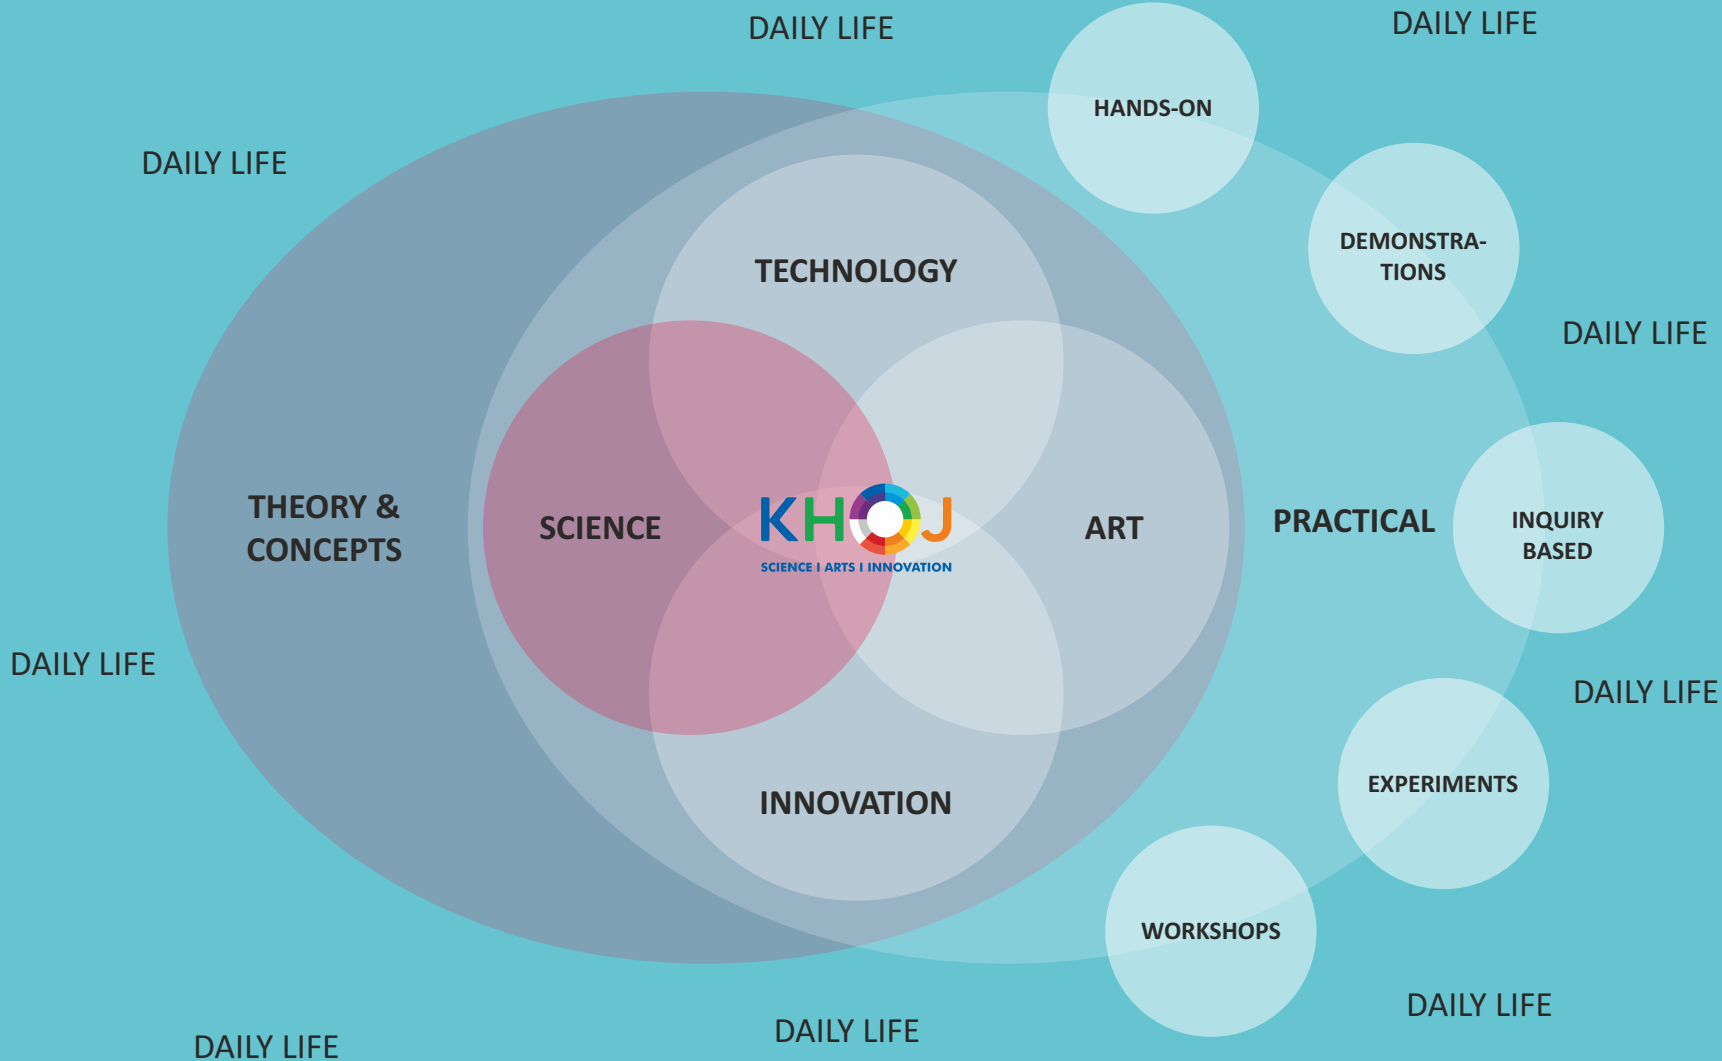 DAILY LIFE
DAILY LIFE
HANDS-ON
DAILY LIFE
DEMONSTRA-
TIONS
TECHNOLOGY
DAILY LIFE
THEORY &
CONCEPTS
SCIENCE
KHOJ
SCIENCE I ARTS I INNOVATION
ART
PRACTICAL
INQUIRY
BASED
DAILY LIFE
DAILY LIFE
EXPERIMENTS
INNOVATION
WORKSHOPS
DAILY LIFE
DAILY LIFE
DAILY LIFE